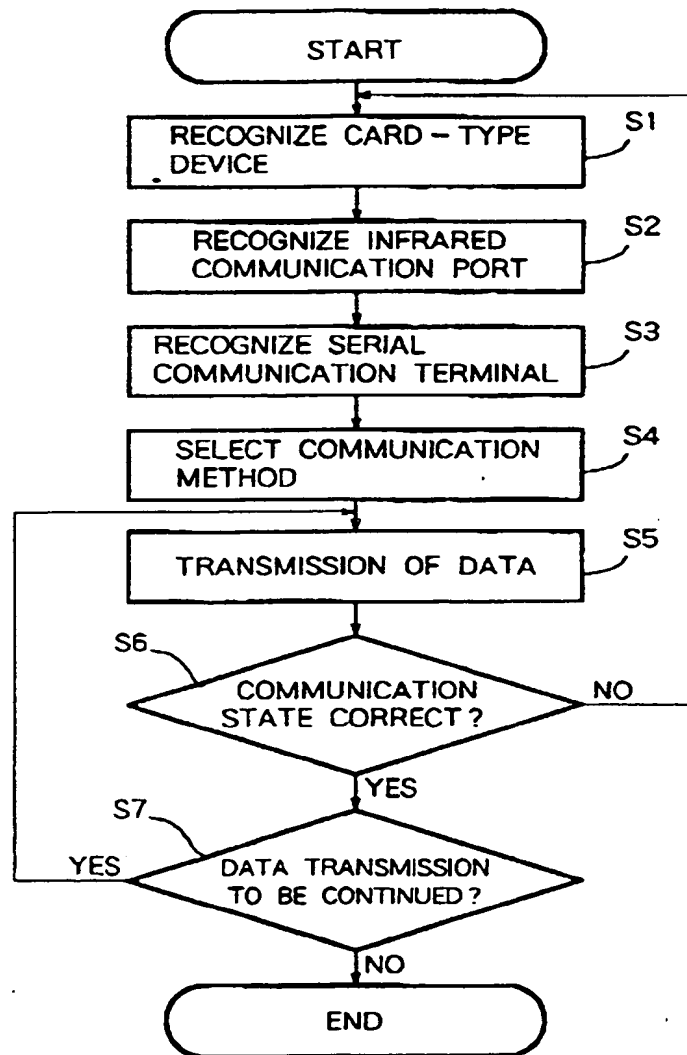 START
RECOGNIZE CARD-TYPE
DEVICE
S1
RECOGNIZE INFRARED
COMMUNICATION PORT
S2
RECOGNIZE SERIAL
COMMUNICATION TERMINAL
S3
SELECT COMMUNICATION
METHOD
S4
TRANSMISSION OF DATA
S5
S6
COMMUNICATION
STATE CORRECT?
NO
YES
S7
DATA TRANSMISSION
TO BE CONTINUED?
YES
NO
END